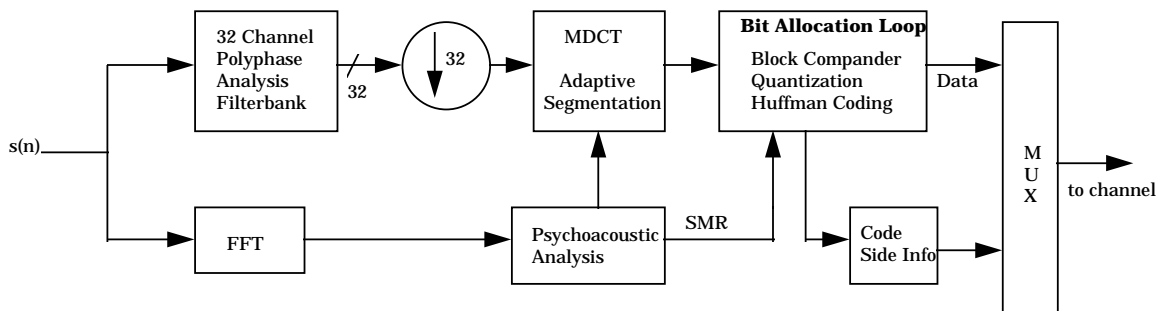 32 Channel
Polyphase
Analysis
Filterbank
32
32
MDCT
Adaptive
Segmentation
Bit Allocation Loop
Block Compander
Quantization
Huffman Coding
Data
s(n)
M
U
X
to channel
FFT
Psychoacoustic
Analysis
SMR
Code
Side Info